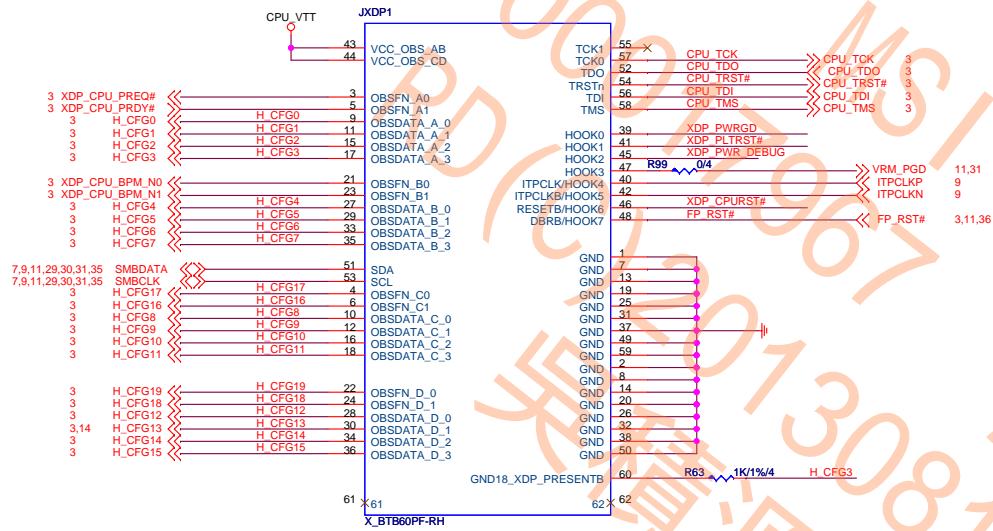 CPU_VTT
JXDP1
43 VCC_OBS_AB
44 VCC_OBS_CD
3 XDP_CPU_PREQ# 3 OBSFN_A0
3 XDP_CPU_PRDY# 5 OBSFN_A1
3 H_CFG0 H_CFG0 9 OBSDATA_A_0
3 H_CFG1 H_CFG1 11 OBSDATA_A_1
3 H_CFG2 H_CFG2 15 OBSDATA_A_2
3 H_CFG3 H_CFG3 17 OBSDATA_A_3
3 XDP_CPU_BPM_N0 21 OBSFN_B0
3 XDP_CPU_BPM_N1 23 OBSFN_B1
3 H_CFG4 H_CFG4 27 OBSDATA_B_0
3 H_CFG5 H_CFG5 29 OBSDATA_B_1
3 H_CFG6 H_CFG6 33 OBSDATA_B_2
3 H_CFG7 H_CFG7 35 OBSDATA_B_3
7,9,11,29,30,31,35 SMBDATA 51 SDA
7,9,11,29,30,31,35 SMBCLK 53 SCL
3 H_CFG17 H_CFG17 4 OBSFN_C0
3 H_CFG16 H_CFG16 6 OBSFN_C1
3 H_CFG8 H_CFG8 10 OBSDATA_C_0
3 H_CFG9 H_CFG9 12 OBSDATA_C_1
3 H_CFG10 H_CFG10 16 OBSDATA_C_2
3 H_CFG11 H_CFG11 18 OBSDATA_C_3
3 H_CFG19 H_CFG19 22 OBSFN_D_0
3 H_CFG18 H_CFG18 24 OBSFN_D_1
3 H_CFG12 H_CFG12 28 OBSDATA_D_0
3,14 H_CFG13 H_CFG13 30 OBSDATA_D_1
3 H_CFG14 H_CFG14 34 OBSDATA_D_2
3 H_CFG15 H_CFG15 36 OBSDATA_D_3
61 61
TCK1 55
TCK0 57 CPU_TCK CPU_TCK 3
TDO 52 CPU_TDO CPU_TDO 3
TRSTn 54 CPU_TRST# CPU_TRST# 3
TDI 56 CPU_TDI CPU_TDI 3
TMS 58 CPU_TMS CPU_TMS 3
HOOK0 39 XDP_PWRGD
HOOK1 41 XDP_PLTRST#
HOOK2 45 XDP_PWR_DEBUG
HOOK3 47 R99 0/4 VRM_PGD 11,31
ITPCLK/HOOK4 40 ITPCLKP 9
ITPCLKB/HOOK5 42 ITPCLKN 9
RESETB/HOOK6 46 XDP_CPURST#
DBRB/HOOK7 48 FP_RST# FP_RST# 3,11,36
GND 1
GND 7
GND 13
GND 19
GND 25
GND 31
GND 37
GND 49
GND 59
GND 2
GND 8
GND 14
GND 20
GND 26
GND 32
GND 38
GND 50
GND18_XDP_PRESENTB 60 R63 1K/1%/4 H_CFG3
62 62
X_BTB60PF-RH
MSI